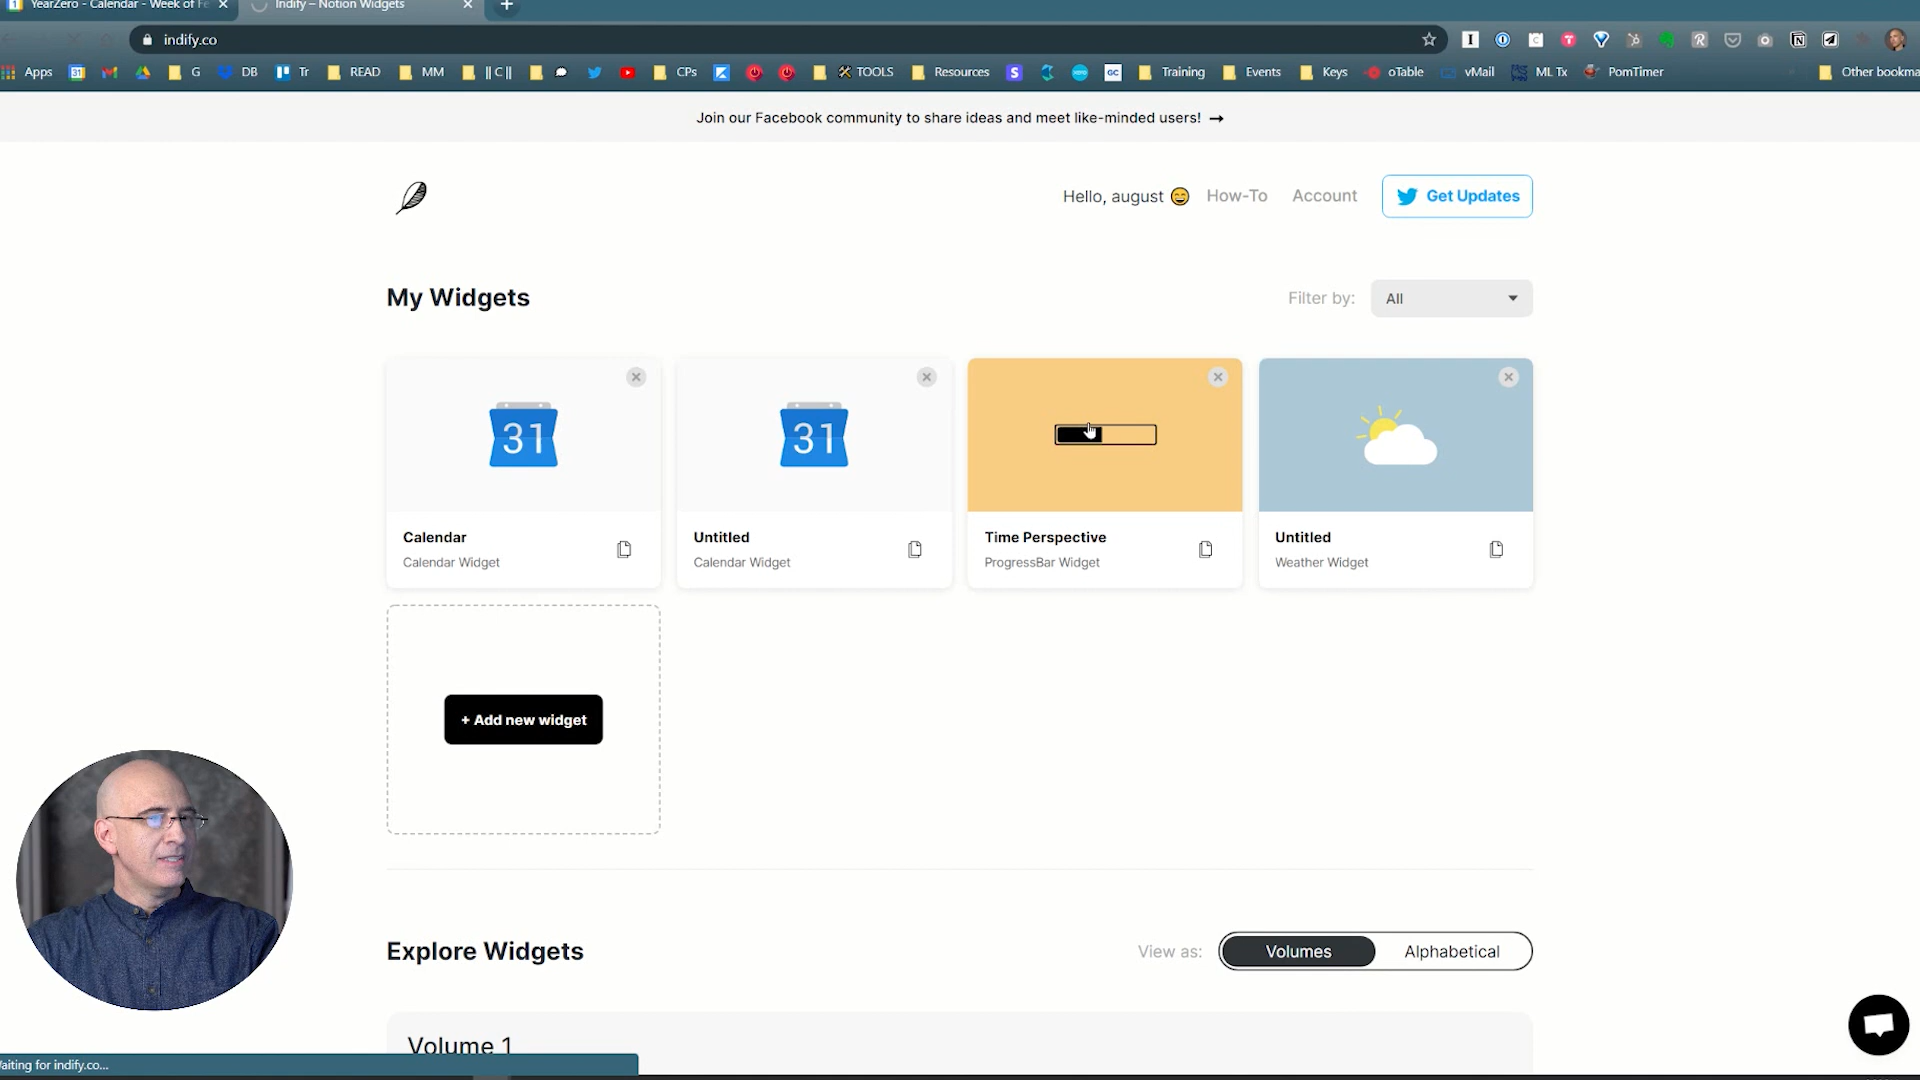 YearZero - Calendar - Week of Fe
Indify – Notion Widgets
indify.co
Apps
G
DB
Tr
READ
MM
|| C ||
CPs
TOOLS
Resources
Training
Events
Keys
oTable
vMail
ML Tx
PomTimer
Other bookma
Join our Facebook community to share ideas and meet like-minded users! →
Hello, august
How-To
Account
Get Updates
My Widgets
Filter by:
All
31
31
Calendar
Calendar Widget
Untitled
Calendar Widget
Time Perspective
ProgressBar Widget
Untitled
Weather Widget
+ Add new widget
Explore Widgets
View as:
Volumes
Alphabetical
Volume 1
aiting for indify.co...